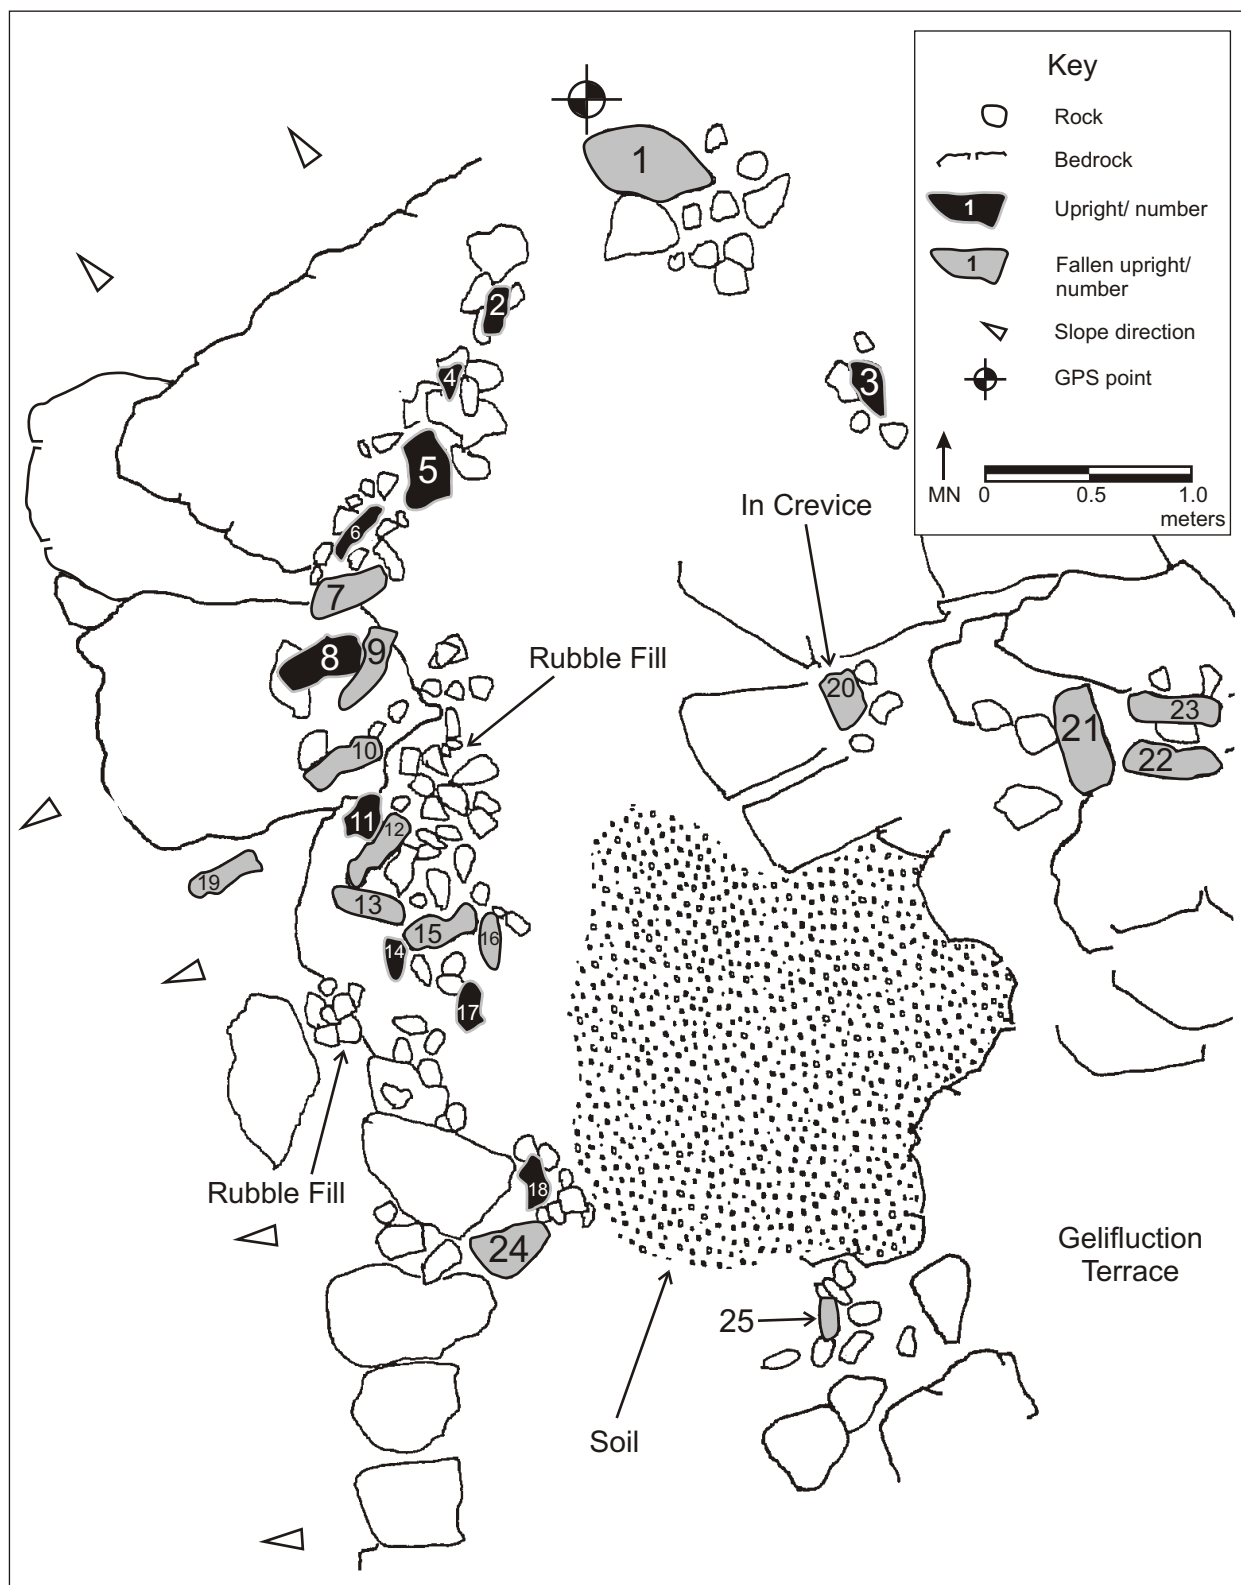 Key
Rock
Bedrock
1
Upright/ number
1
Fallen upright/
number
Slope direction
GPS point
MN
0
0.5
1.0
meters
1
2
3
4
5
In Crevice
6
7
8
9
Rubble Fill
20
21
23
10
22
11
12
19
13
15
16
14
17
18
Rubble Fill
24
Gelifluction
Terrace
25
Soil